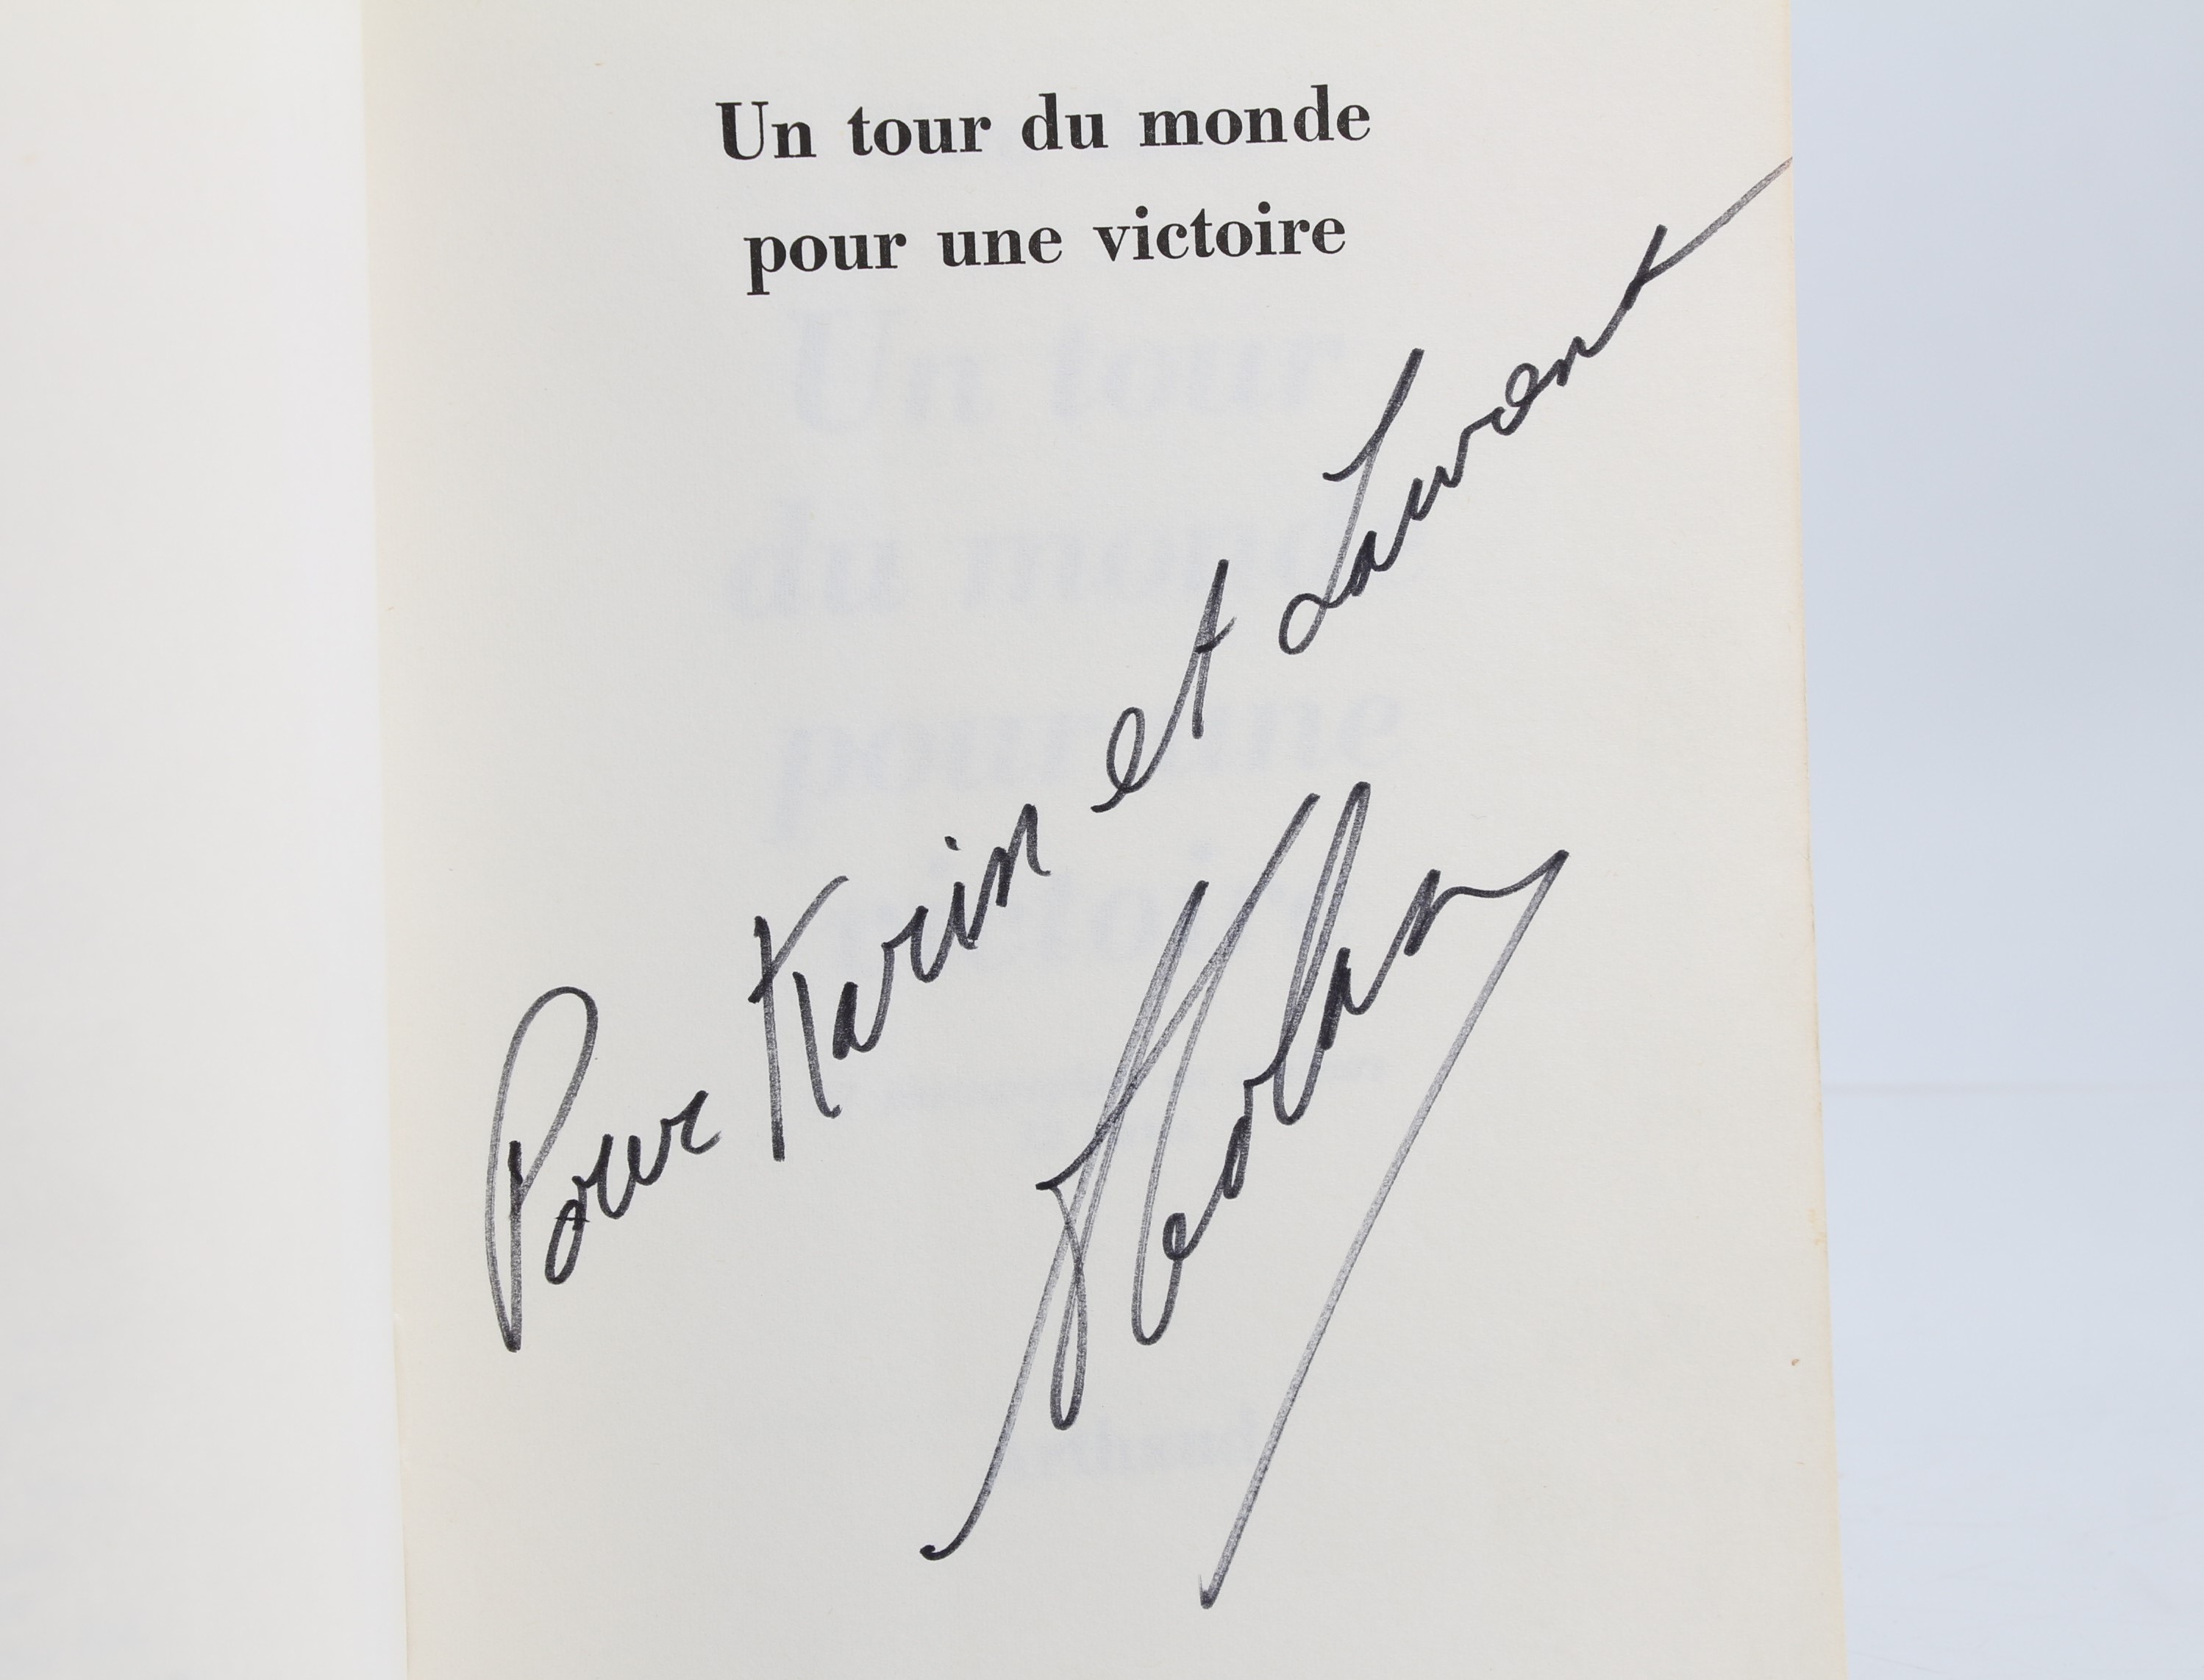 Un tour du monde
pour une victoire
Pour Karin et Laurent